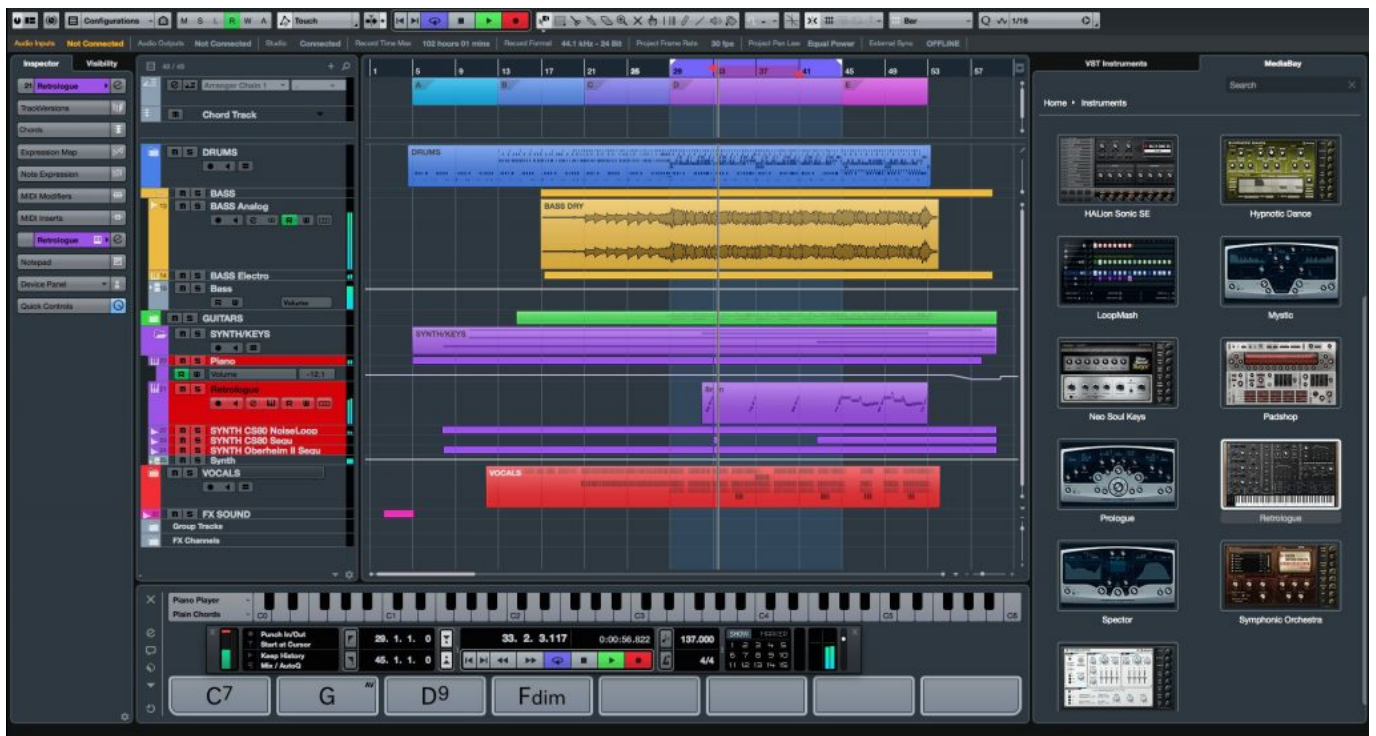 Configurations
M S L R W A
Touch
Bar
Q 1/16
Audio Inputs Not Connected
Audio Outputs Not Connected
Studio Connected
Record Time Max 102 hours 01 mins
Record Format 44.1 kHz - 24 Bit
Project Frame Rate 30 fps
Project Pan Law Equal Power
External Sync OFFLINE
Inspector Visibility
Retrologue
TrackVersions
Chords
Expression Map
Note Expression
MIDI Modifiers
MIDI Inserts
Retrologue
Notepad
Device Panel
Quick Controls
Arranger Chain 1
Chord Track
DRUMS
BASS
BASS Analog
BASS Electro
Bass
Volume
GUITARS
SYNTH/KEYS
Piano
Volume -12.1
Retrologue
SYNTH CS80 NoiseLoop
SYNTH CS80 Sequ
SYNTH Oberheim II Sequ
Synth
VOCALS
FX SOUND
Group Tracks
FX Channels
1 5 9 13 17 21 25 29 33 37 41 45 49 53 57
A B C D E
DRUMS
BASS DRY
SYNTH/KEYS
VOCALS
VST Instruments MediaBay
Search
Home Instruments
HALion Sonic SE Hypnotic Dance
LoopMash Mystic
Neo Soul Keys Padshop
Prologue Retrologue
Spector Symphonic Orchestra
Piano Player
Plain Chords
C0 C1 C2 C3 C4 C5 C6
Punch In/Out
Start at Cursor
Keep History
Mix / AutoQ
29. 1. 1. 0
45. 1. 1. 0
33. 2. 3.117 0:00:56.822
137.000
4/4
SHOW MARKER
1 2 3 4 5
6 7 8 9 10
11 12 13 14 15
C7 G AV D9 Fdim